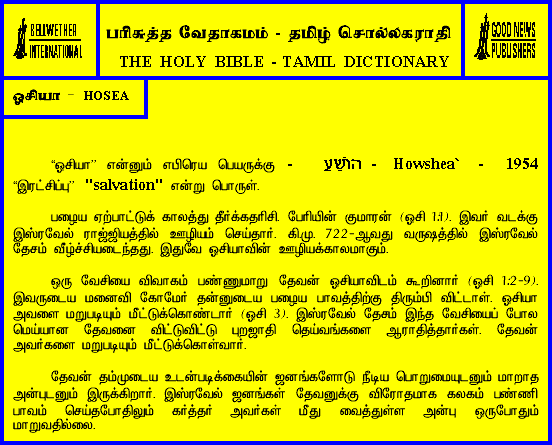 BELLWETHER
INTERNATIONAL
பரிசுத்த வேதாகமம் - தமிழ் சொல்லகராதி
THE HOLY BIBLE - TAMIL DICTIONARY
GOOD NEWS
PUBLISHERS
ஓசியா - HOSEA
“ஓசியா” என்னும் எபிரெய பெயருக்கு - הוֹשֵׁעַ - Howshea` - 1954
“இரட்சிப்பு” "salvation" என்று பொருள்.
பழைய ஏற்பாட்டுக் காலத்து தீர்க்கதரிசி. பேரியின் குமாரன் (ஓசி 1:1). இவர் வடக்கு
இஸ்ரவேல் ராஜ்ஜியத்தில் ஊழியம் செய்தார். கி.மு. 722-ஆவது வருஷத்தில் இஸ்ரவேல்
தேசம் வீழ்ச்சியடைந்தது. இதுவே ஓசியாவின் ஊழியக்காலமாகும்.
ஒரு வேசியை விவாகம் பண்ணுமாறு தேவன் ஓசியாவிடம் கூறினார் (ஓசி 1:2-9).
இவருடைய மனைவி கோமேர் தன்னுடைய பழைய பாவத்திற்கு திரும்பி விட்டாள். ஓசியா
அவளை மறுபடியும் மீட்டுக்கொண்டார் (ஓசி 3). இஸ்ரவேல் தேசம் இந்த வேசியைப் போல
மெய்யான தேவனை விட்டுவிட்டு புறஜாதி தெய்வங்களை ஆராதித்தார்கள். தேவன்
அவர்களை மறுபடியும் மீட்டுக்கொள்வார்.
தேவன் தம்முடைய உடன்படிக்கையின் ஜனங்களோடு நீடிய பொறுமையுடனும் மாறாத
அன்புடனும் இருக்கிறார். இஸ்ரவேல் ஜனங்கள் தேவனுக்கு விரோதமாக கலகம் பண்ணி
பாவம் செய்தபோதிலும் கர்த்தர் அவர்கள் மீது வைத்துள்ள அன்பு ஒருபோதும்
மாறுவதில்லை.